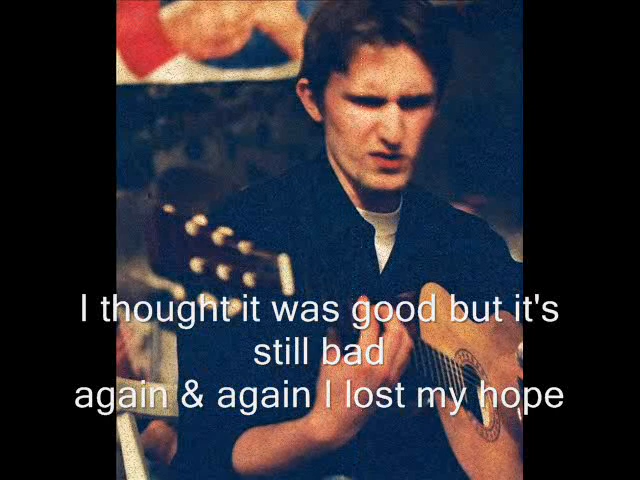 I thought it was good but it's
still bad
again & again I lost my hope